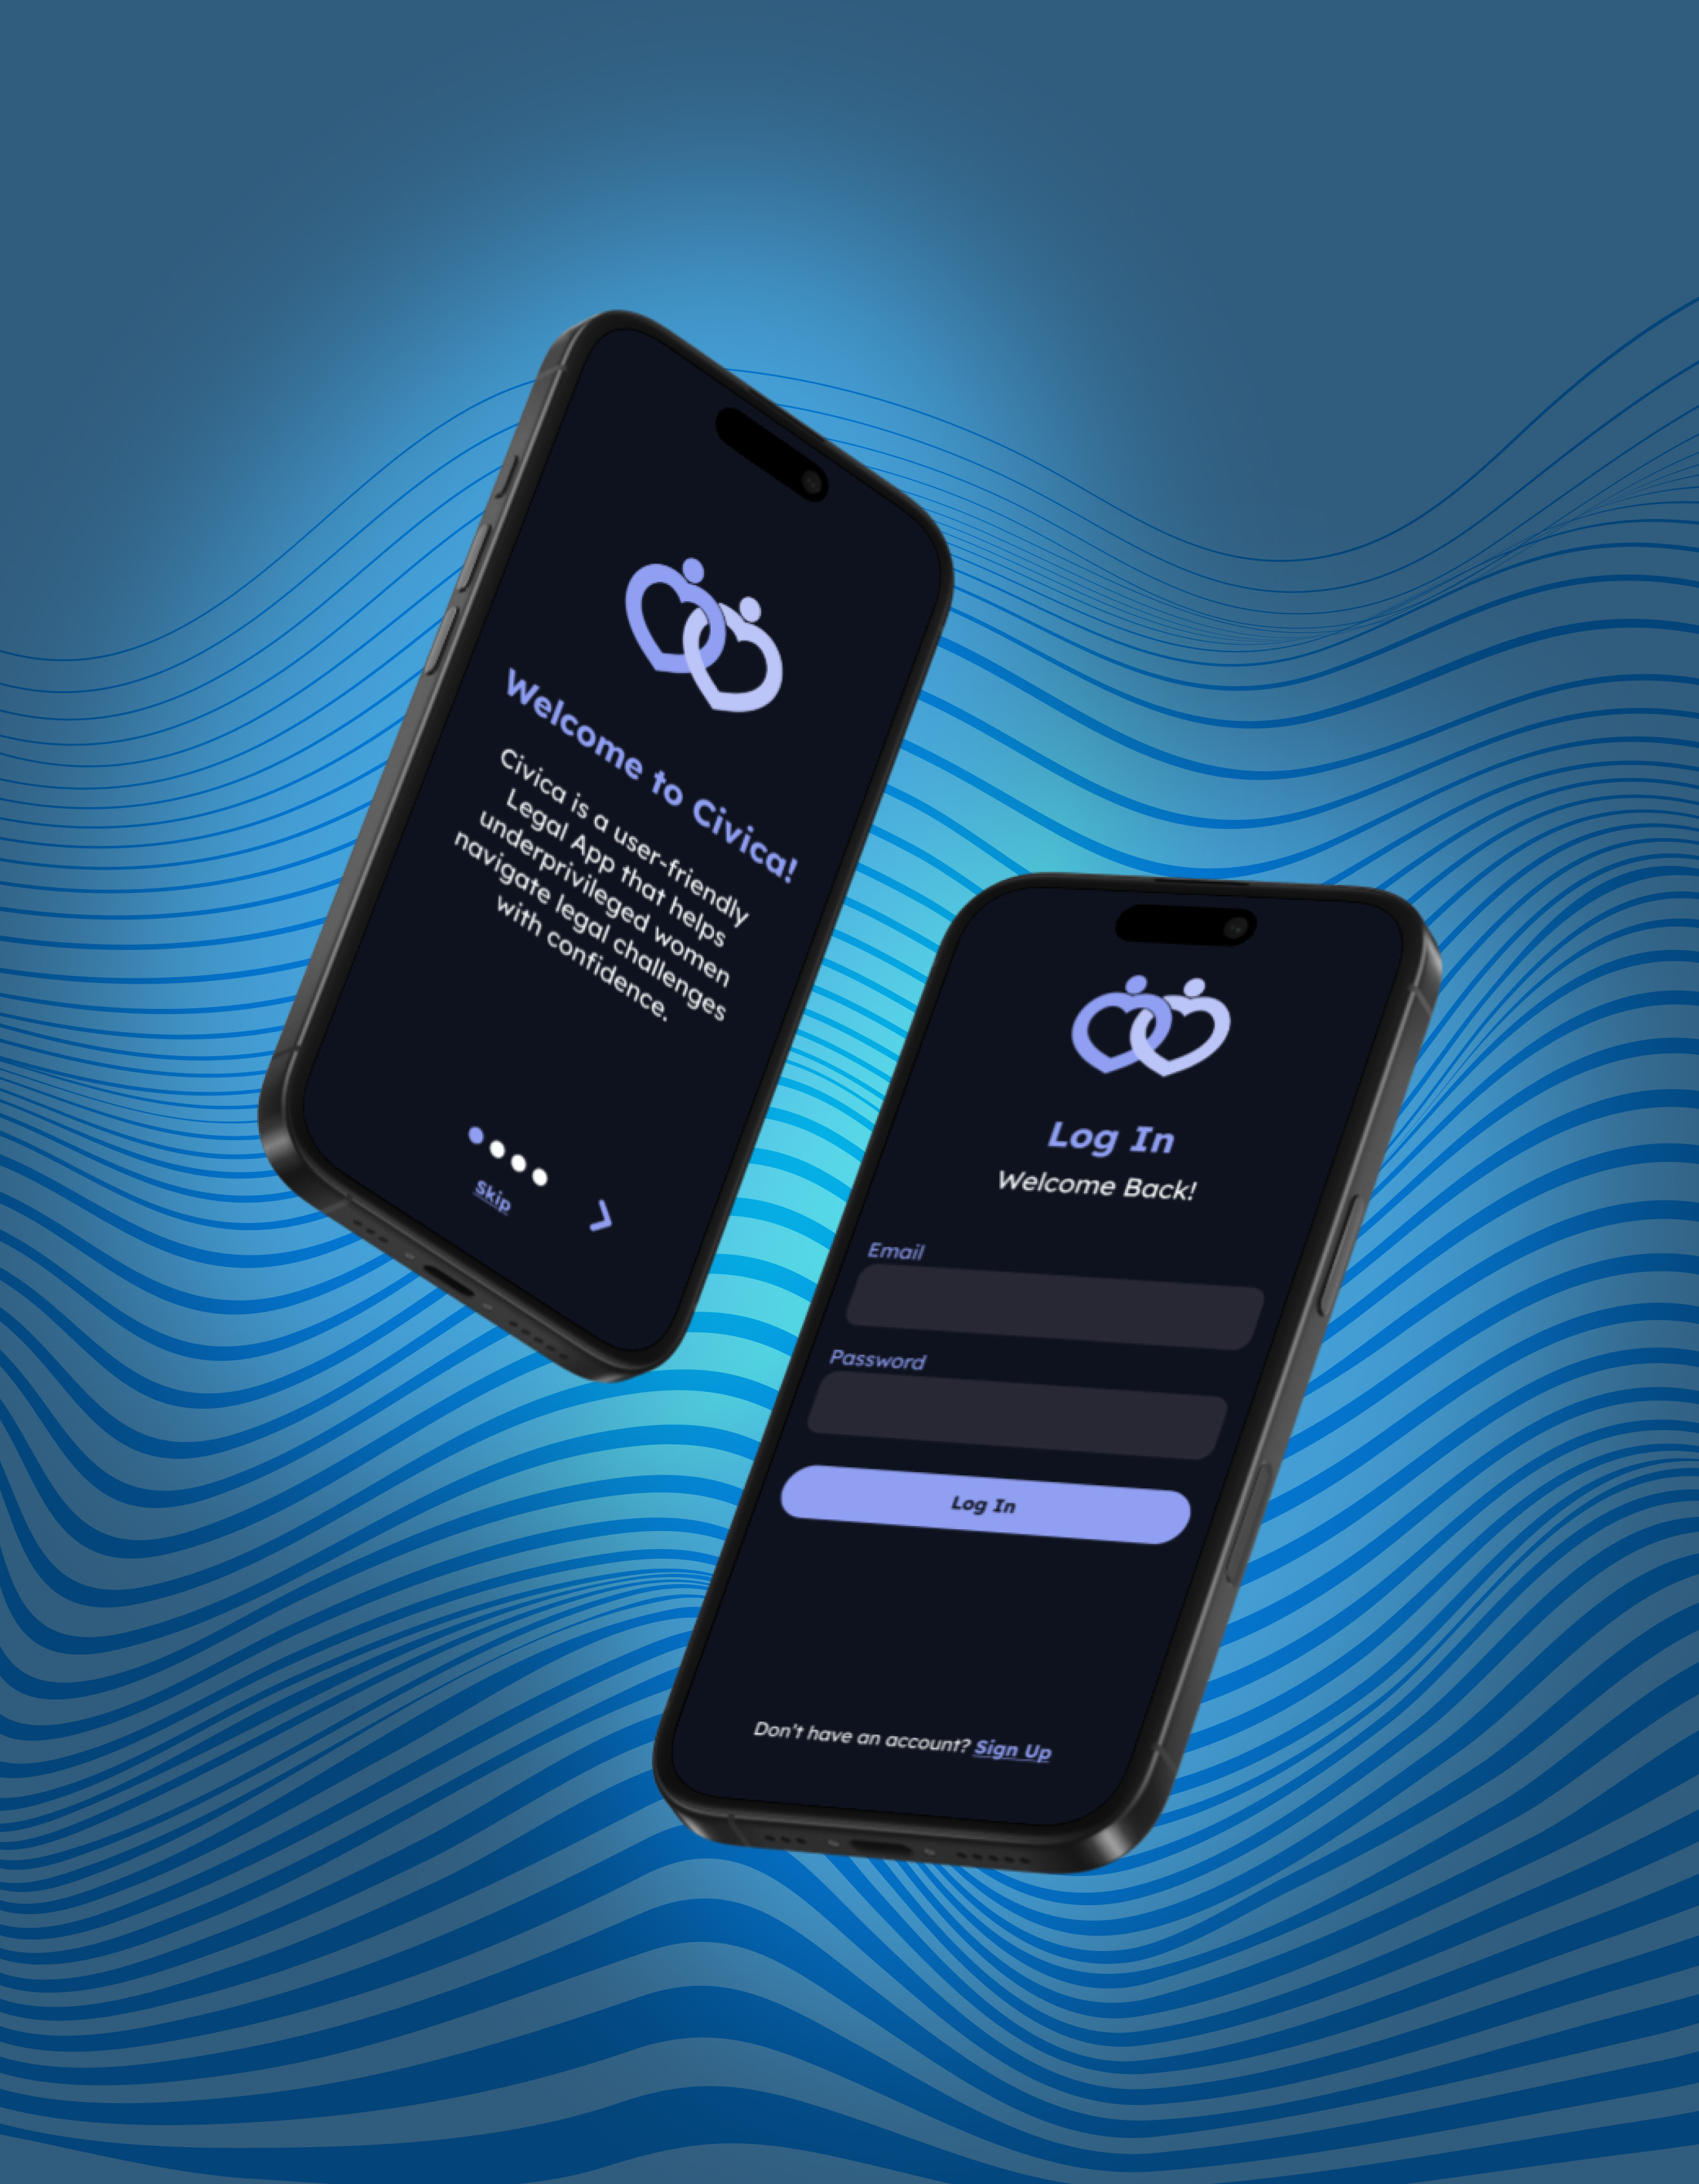 Welcome to Civica!
Civica is a user-friendly
Legal App that helps
underprivileged women
navigate legal challenges
with confidence.
Skip
Log In
Welcome Back!
Email
Password
Log In
Don't have an account? Sign Up